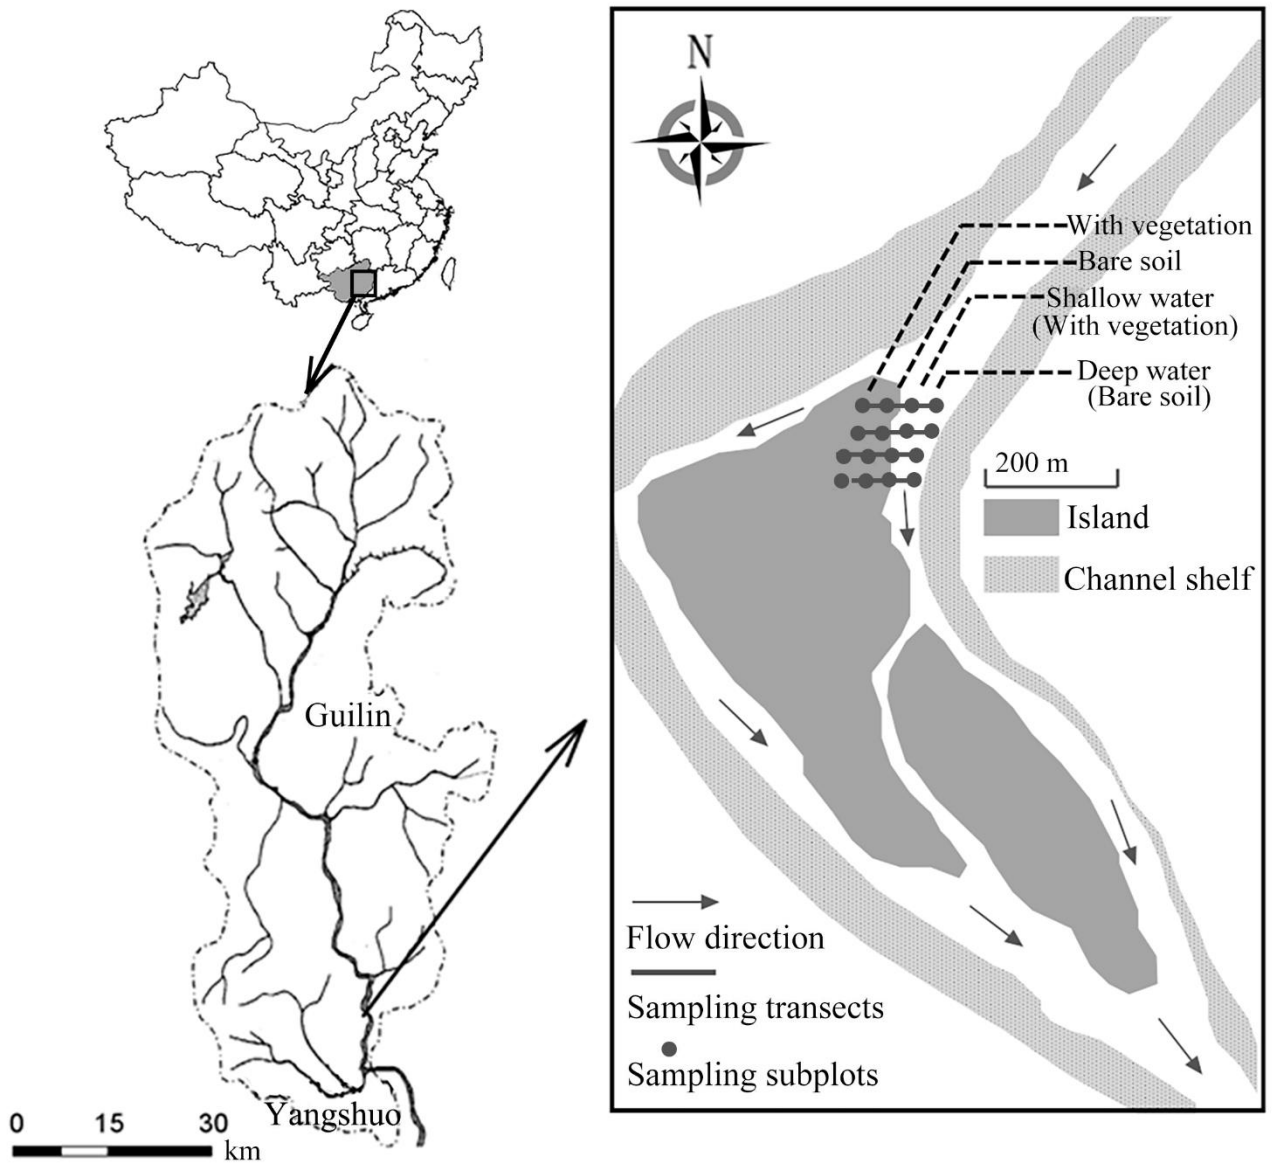 N
With vegetation
Bare soil
Shallow water
(With vegetation)
Deep water
(Bare soil)
200 m
Island
Channel shelf
Guilin
Flow direction
Sampling transects
Sampling subplots
Yangshuo
0 15 30
km